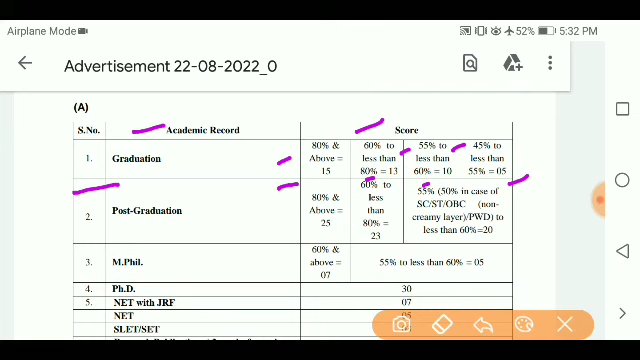 Airplane Mode 52% 5:32 PM
Advertisement 22-08-2022_0
(A)
S.No. Academic Record Score
1. Graduation 80% & Above = 15 60% to less than 80% = 13 55% to less than 60% = 10 45% to less than 55% = 05
2. Post-Graduation 80% & Above = 25 60% to less than 80% = 23 55% (50% in case of SC/ST/OBC (non-creamy layer)/PWD) to less than 60%=20
3. M.Phil. 60% & above = 07 55% to less than 60% = 05
4. Ph.D. 30
5. NET with JRF 07
NET
SLET/SET